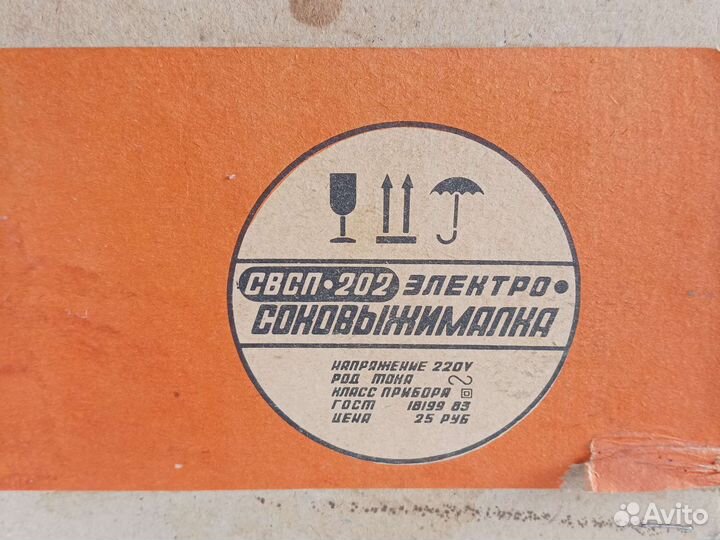 СВСП·202 ЭЛЕКТРО·
СОКОВЫЖИМАЛКА
НАПРЯЖЕНИЕ 220V
РОД ТОКА ~
КЛАСС ПРИБОРА
ГОСТ 18199 83
ЦЕНА 25 РУБ
Avito